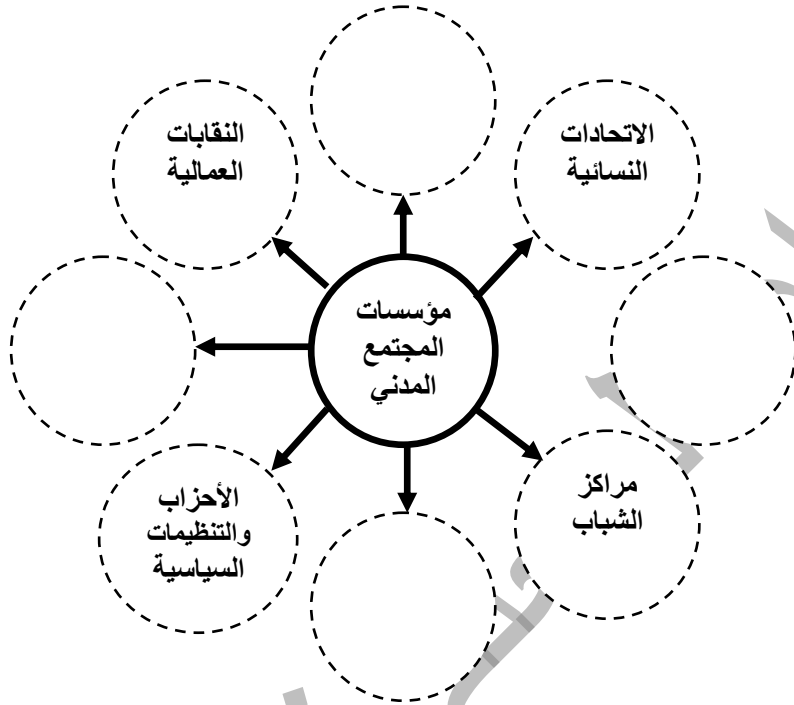 النقابات
العمالية
الاتحادات
النسائية
مؤسسات
المجتمع
المدني
الأحزاب
والتنظيمات
السياسية
مراكز
الشباب